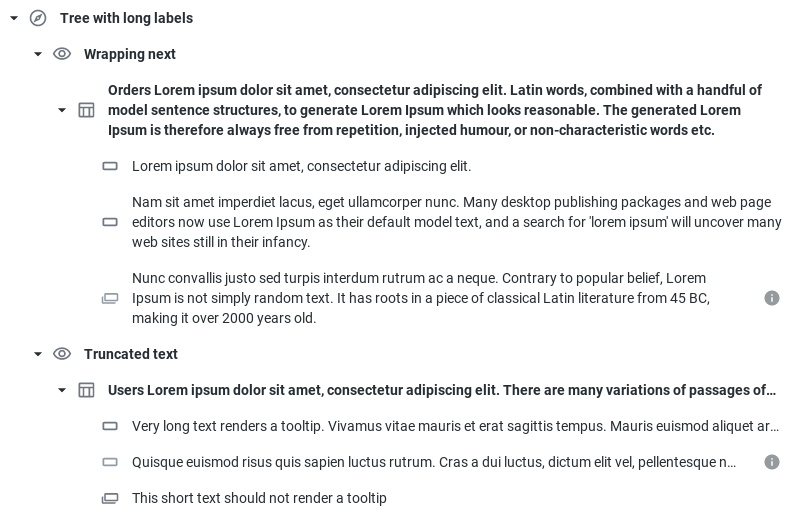 Tree with long labels
Wrapping next
Orders Lorem ipsum dolor sit amet, consectetur adipiscing elit. Latin words, combined with a handful of
model sentence structures, to generate Lorem Ipsum which looks reasonable. The generated Lorem
Ipsum is therefore always free from repetition, injected humour, or non-characteristic words etc.
Lorem ipsum dolor sit amet, consectetur adipiscing elit.
Nam sit amet imperdiet lacus, eget ullamcorper nunc. Many desktop publishing packages and web page
editors now use Lorem Ipsum as their default model text, and a search for 'lorem ipsum' will uncover many
web sites still in their infancy.
Nunc convallis justo sed turpis interdum rutrum ac a neque. Contrary to popular belief, Lorem
Ipsum is not simply random text. It has roots in a piece of classical Latin literature from 45 BC,
making it over 2000 years old.
Truncated text
Users Lorem ipsum dolor sit amet, consectetur adipiscing elit. There are many variations of passages of…
Very long text renders a tooltip. Vivamus vitae mauris et erat sagittis tempus. Mauris euismod aliquet ar…
Quisque euismod risus quis sapien luctus rutrum. Cras a dui luctus, dictum elit vel, pellentesque n…
This short text should not render a tooltip